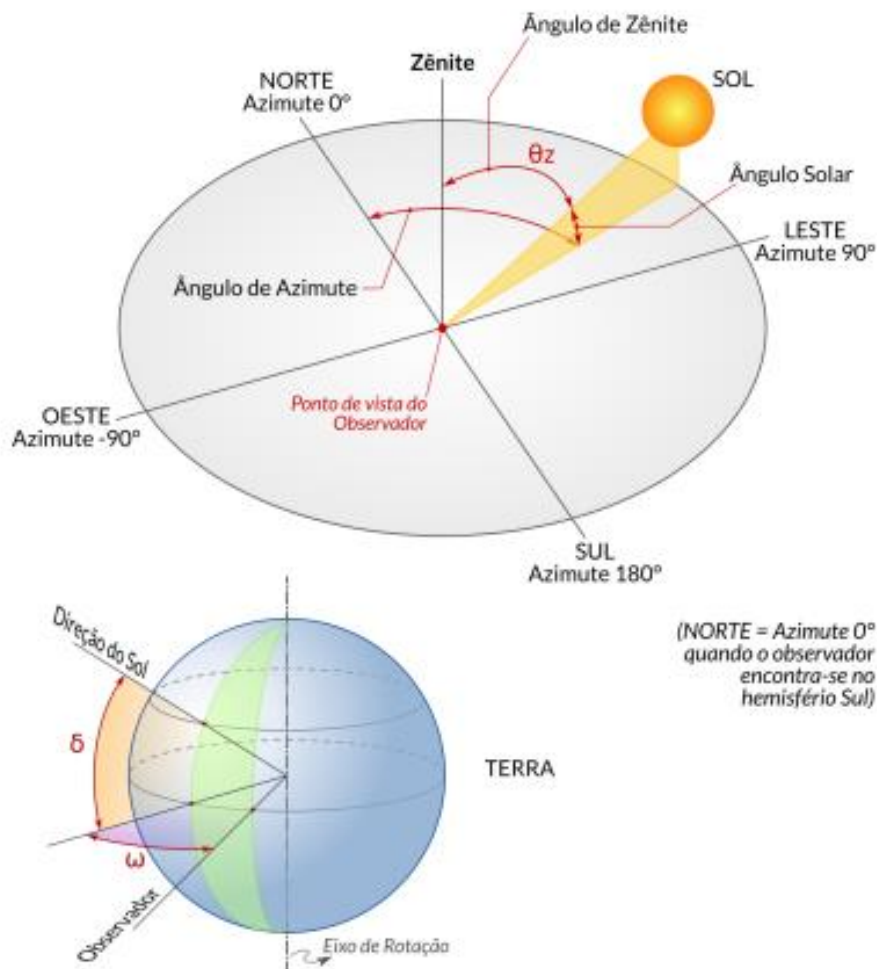 Ângulo de Zênite
Zênite
NORTE
Azimute 0°
SOL
θz
Ângulo Solar
LESTE
Azimute 90°
Ângulo de Azimute
Ponto de vista do
Observador
OESTE
Azimute -90°
SUL
Azimute 180°
Direção do Sol
(NORTE = Azimute 0°
quando o observador
encontra-se no
hemisfério Sul)
δ
TERRA
ω
Observador
Eixo de Rotação